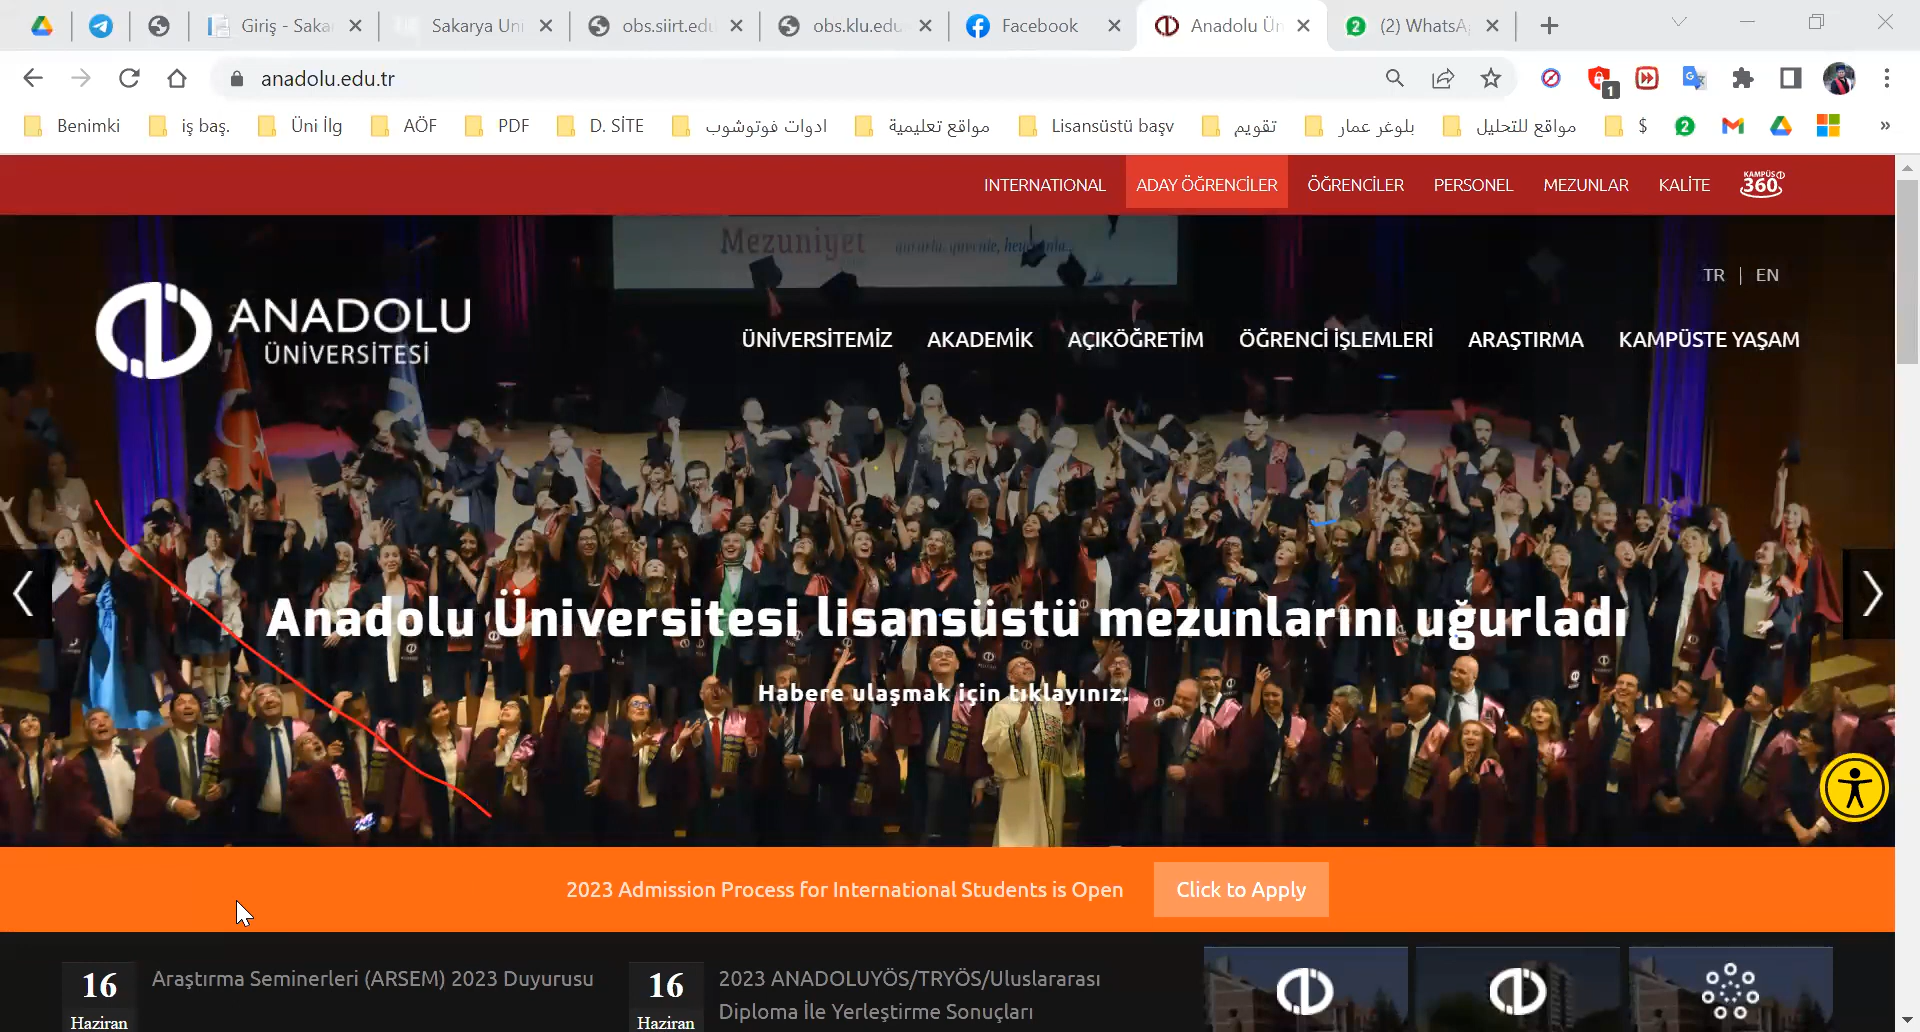 Giriş - Sakar
Sakarya Üni
obs.siirt.edu
obs.klu.edu
Facebook
Anadolu Ün
(2) WhatsA
anadolu.edu.tr
1
Benimki
iş baş.
Üni İlg
AÖF
PDF
D. SİTE
ادوات فوتوشوب
مواقع تعليمية
Lisansüstü başv
تقويم
بلوغر عمار
مواقع للتحليل
$
2
»
INTERNATIONAL
ADAY ÖĞRENCİLER
ÖĞRENCİLER
PERSONEL
MEZUNLAR
KALİTE
KAMPÜS
360
Mezuniyet
TR | EN
ANADOLU
ÜNİVERSİTESİ
ÜNİVERSİTEMİZ
AKADEMİK
AÇIKÖĞRETİM
ÖĞRENCİ İŞLEMLERİ
ARAŞTIRMA
KAMPÜSTE YAŞAM
Anadolu Üniversitesi lisansüstü mezunlarını uğurladı
Habere ulaşmak için tıklayınız.
2023 Admission Process for International Students is Open
Click to Apply
16
Haziran
Araştırma Seminerleri (ARSEM) 2023 Duyurusu
16
Haziran
2023 ANADOLUYÖS/TRYÖS/Uluslararası
Diploma İle Yerleştirme Sonuçları